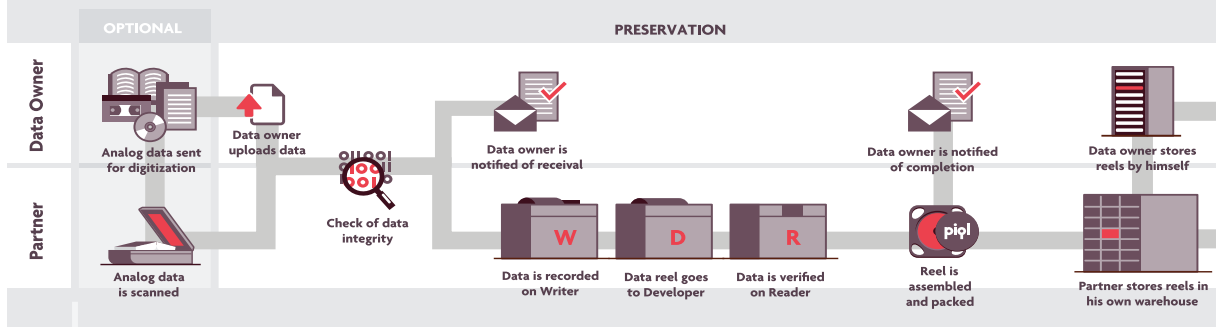 OPTIONAL
PRESERVATION
Data Owner
Analog data sent
for digitization
Data owner
uploads data
Data owner is
notified of receival
Data owner is notified
of completion
Data owner stores
reels by himself
Partner
Analog data
is scanned
Check of data
integrity
W
Data is recorded
on Writer
D
Data reel goes
to Developer
R
Data is verified
on Reader
piql
Reel is
assembled
and packed
Partner stores reels in
his own warehouse